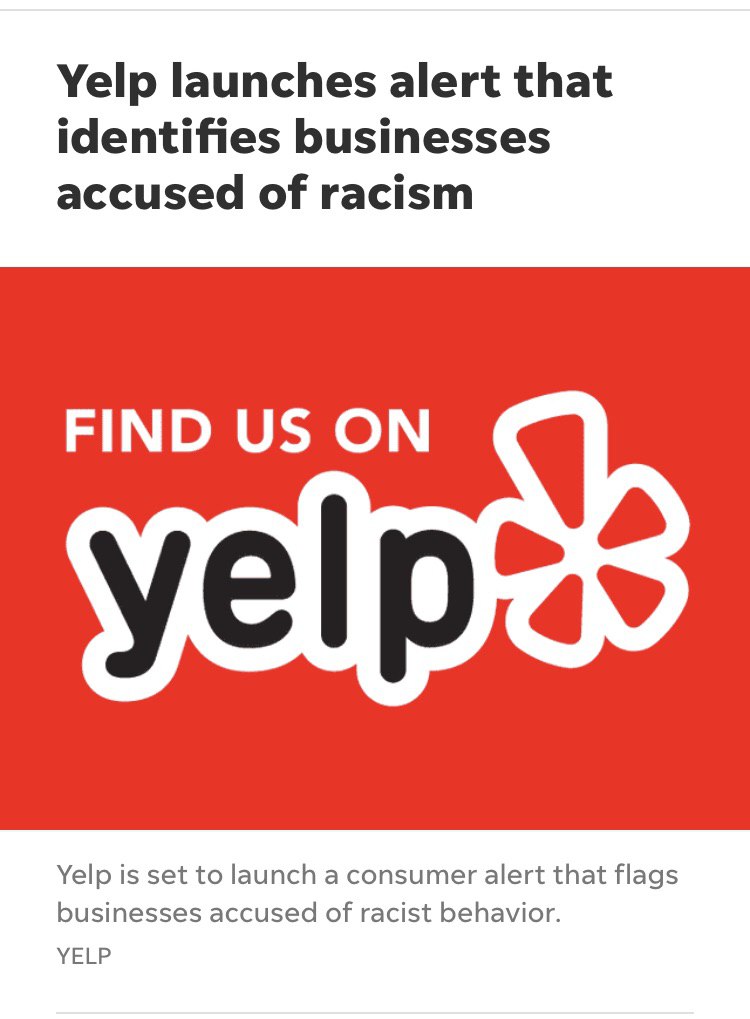 Yelp launches alert that
identifies businesses
accused of racism
FIND US ON
yelp
Yelp is set to launch a consumer alert that flags
businesses accused of racist behavior.
YELP